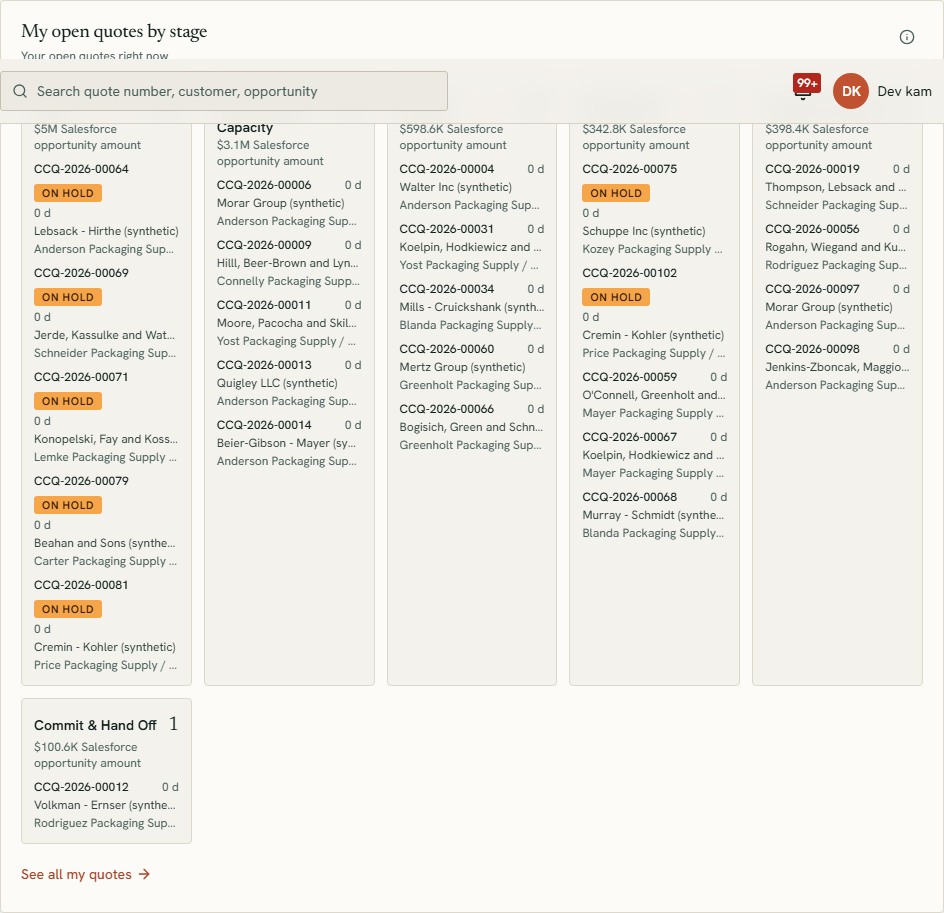 My open quotes by stage
Your open quotes right now
Search quote number, customer, opportunity
99+
DK
Dev kam
$5M Salesforce
opportunity amount
CCQ-2026-00064
ON HOLD
0 d
Lebsack - Hirthe (synthetic)
Anderson Packaging Sup...
CCQ-2026-00069
ON HOLD
0 d
Jerde, Kassulke and Wat...
Schneider Packaging Sup...
CCQ-2026-00071
ON HOLD
0 d
Konopelski, Fay and Koss...
Lemke Packaging Supply ...
CCQ-2026-00079
ON HOLD
0 d
Beahan and Sons (synthe...
Carter Packaging Supply ...
CCQ-2026-00081
ON HOLD
0 d
Cremin - Kohler (synthetic)
Price Packaging Supply / ...
Capacity
$3.1M Salesforce
opportunity amount
CCQ-2026-00006 0 d
Morar Group (synthetic)
Anderson Packaging Sup...
CCQ-2026-00009 0 d
Hilll, Beer-Brown and Lyn...
Connelly Packaging Supp...
CCQ-2026-00011 0 d
Moore, Pacocha and Skil...
Yost Packaging Supply / ...
CCQ-2026-00013 0 d
Quigley LLC (synthetic)
Anderson Packaging Sup...
CCQ-2026-00014 0 d
Beier-Gibson - Mayer (sy...
Anderson Packaging Sup...
$598.6K Salesforce
opportunity amount
CCQ-2026-00004 0 d
Walter Inc (synthetic)
Anderson Packaging Sup...
CCQ-2026-00031 0 d
Koelpin, Hodkiewicz and ...
Yost Packaging Supply / ...
CCQ-2026-00034 0 d
Mills - Cruickshank (synth...
Blanda Packaging Supply...
CCQ-2026-00060 0 d
Mertz Group (synthetic)
Greenholt Packaging Sup...
CCQ-2026-00066 0 d
Bogisich, Green and Schn...
Greenholt Packaging Sup...
$342.8K Salesforce
opportunity amount
CCQ-2026-00075
ON HOLD
0 d
Schuppe Inc (synthetic)
Kozey Packaging Supply ...
CCQ-2026-00102
ON HOLD
0 d
Cremin - Kohler (synthetic)
Price Packaging Supply / ...
CCQ-2026-00059 0 d
O'Connell, Greenholt and...
Mayer Packaging Supply ...
CCQ-2026-00067 0 d
Koelpin, Hodkiewicz and ...
Mayer Packaging Supply ...
CCQ-2026-00068 0 d
Murray - Schmidt (synthe...
Blanda Packaging Supply...
$398.4K Salesforce
opportunity amount
CCQ-2026-00019 0 d
Thompson, Lebsack and ...
Schneider Packaging Sup...
CCQ-2026-00056 0 d
Rogahn, Wiegand and Ku...
Rodriguez Packaging Sup...
CCQ-2026-00097 0 d
Morar Group (synthetic)
Anderson Packaging Sup...
CCQ-2026-00098 0 d
Jenkins-Zboncak, Maggio...
Anderson Packaging Sup...
Commit & Hand Off 1
$100.6K Salesforce
opportunity amount
CCQ-2026-00012 0 d
Volkman - Ernser (synthe...
Rodriguez Packaging Sup...
See all my quotes →